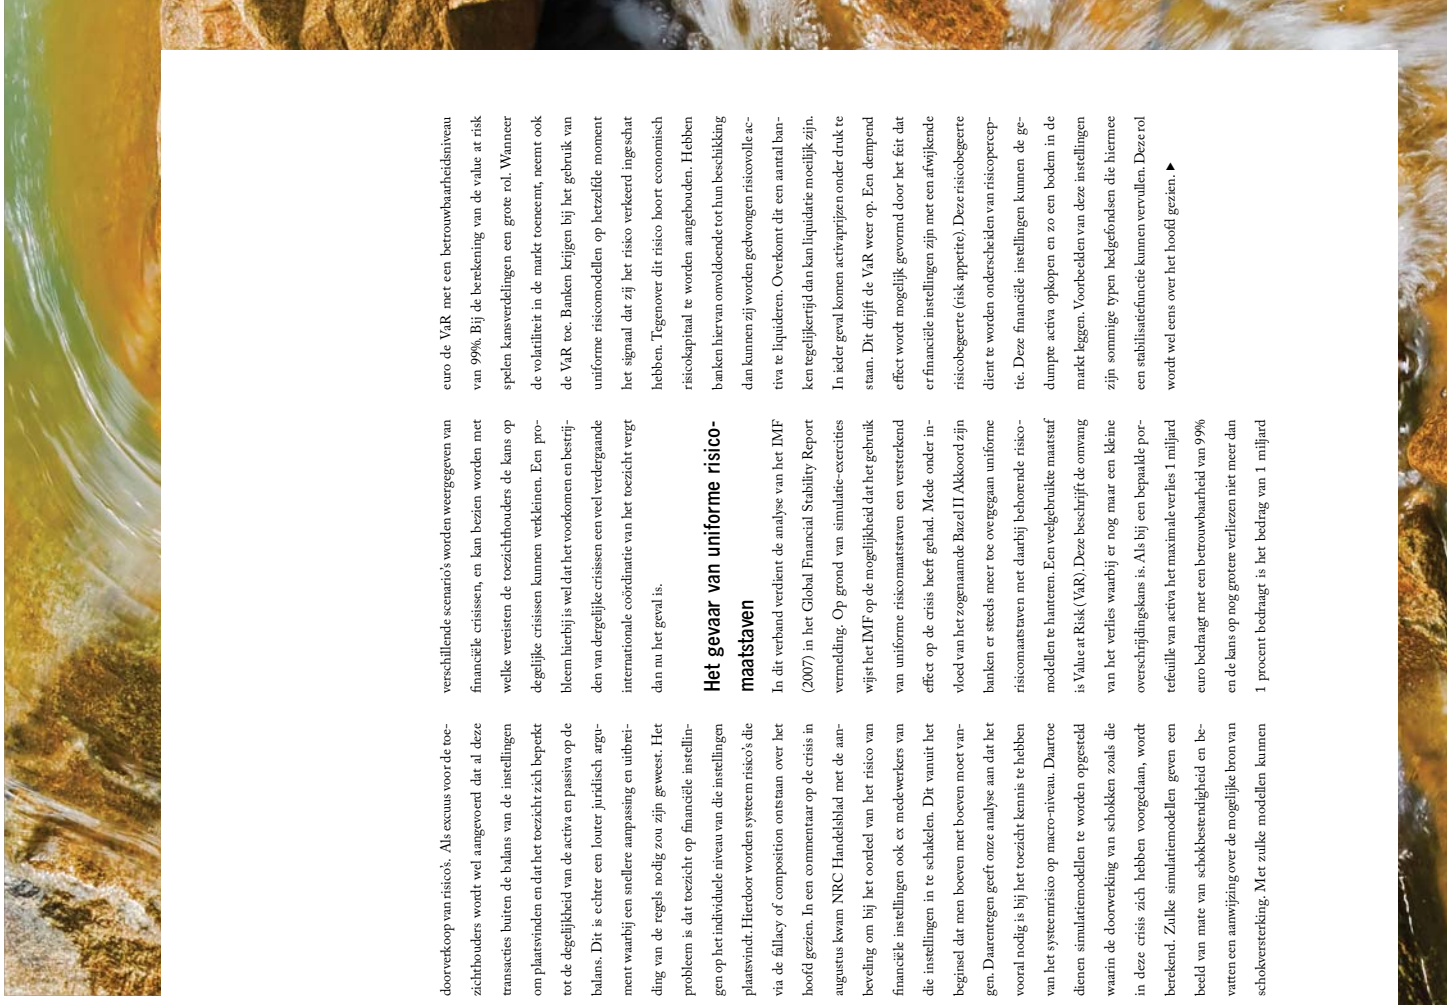 doorverkoop van risico's. Als excuus voor de toe-
zichthouders wordt wel aangevoerd dat al deze
transacties buiten de balans van de instellingen
om plaatsvinden en dat het toezicht zich beperkt
tot de degelijkheid van de activa en passiva op de
balans. Dit is echter een louter juridisch argu-
ment waarbij een snellere aanpassing en uitbrei-
ding van de regels nodig zou zijn geweest. Het
probleem is dat toezicht op financiële instellin-
gen op het individuele niveau van die instellingen
plaatsvindt. Hierdoor worden systeem risico's die
via de fallacy of composition ontstaan over het
hoofd gezien. In een commentaar op de crisis in
augustus kwam NRC Handelsblad met de aan-
beveling om bij het oordeel van het risico van
financiële instellingen ook ex medewerkers van
die instellingen in te schakelen. Dit vanuit het
beginsel dat men boeven met boeven moet van-
gen. Daarentegen geeft onze analyse aan dat het
vooral nodig is bij het toezicht kennis te hebben
van het systeemrisico op macro-niveau. Daartoe
dienen simulatiemodellen te worden opgesteld
waarin de doorwerking van schokken zoals die
in deze crisis zich hebben voorgedaan, wordt
berekend. Zulke simulatiemodellen geven een
beeld van mate van schokbestendigheid en be-
vatten een aanwijzing over de mogelijke bron van
schokversterking. Met zulke modellen kunnen
verschillende scenario's worden weergegeven van
financiële crisissen, en kan bezien worden met
welke vereisten de toezichthouders de kans op
degelijke crisissen kunnen verkleinen. Een pro-
bleem hierbij is wel dat het voorkomen en bestrij-
den van dergelijke crisissen een veel verdergaande
internationale coördinatie van het toezicht vergt
dan nu het geval is.
Het gevaar van uniforme risico-
maatstaven
In dit verband verdient de analyse van het IMF
(2007) in het Global Financial Stability Report
vermelding. Op grond van simulatie-exercities
wijst het IMF op de mogelijkheid dat het gebruik
van uniforme risicomaatstaven een versterkend
effect op de crisis heeft gehad. Mede onder in-
vloed van het zogenaamde Bazel II Akkoord zijn
banken er steeds meer toe overgegaan uniforme
risicomaatstaven met daarbij behorende risico-
modellen te hanteren. Een veelgebruikte maatstaf
is Value at Risk (VaR). Deze beschrijft de omvang
van het verlies waarbij er nog maar een kleine
overschrijdingskans is. Als bij een bepaalde por-
tefeuille van activa het maximale verlies 1 miljard
euro bedraagt met een betrouwbaarheid van 99%
en de kans op nog grotere verliezen niet meer dan
1 procent bedraagt is het bedrag van 1 miljard
euro de VaR met een betrouwbaarheidsniveau
van 99%. Bij de berekening van de value at risk
spelen kansverdelingen een grote rol. Wanneer
de volatiliteit in de markt toeneemt, neemt ook
de VaR toe. Banken krijgen bij het gebruik van
uniforme risicomodellen op hetzelfde moment
het signaal dat zij het risico verkeerd ingeschat
hebben. Tegenover dit risico hoort economisch
risicokapitaal te worden aangehouden. Hebben
banken hiervan onvoldoende tot hun beschikking
dan kunnen zij worden gedwongen risicovolle ac-
tiva te liquideren. Overkomt dit een aantal ban-
ken tegelijkertijd dan kan liquidatie moeilijk zijn.
In ieder geval komen activaprijzen onder druk te
staan. Dit drijft de VaR weer op. Een dempend
effect wordt mogelijk gevormd door het feit dat
er financiële instellingen zijn met een afwijkende
risicobegeerte (risk appetite). Deze risicobegeerte
dient te worden onderscheiden van risicopercep-
tie. Deze financiële instellingen kunnen de ge-
dumpte activa opkopen en zo een bodem in de
markt leggen. Voorbeelden van deze instellingen
zijn sommige typen hedgefondsen die hiermee
een stabilisatiefunctie kunnen vervullen. Deze rol
wordt wel eens over het hoofd gezien. ▶